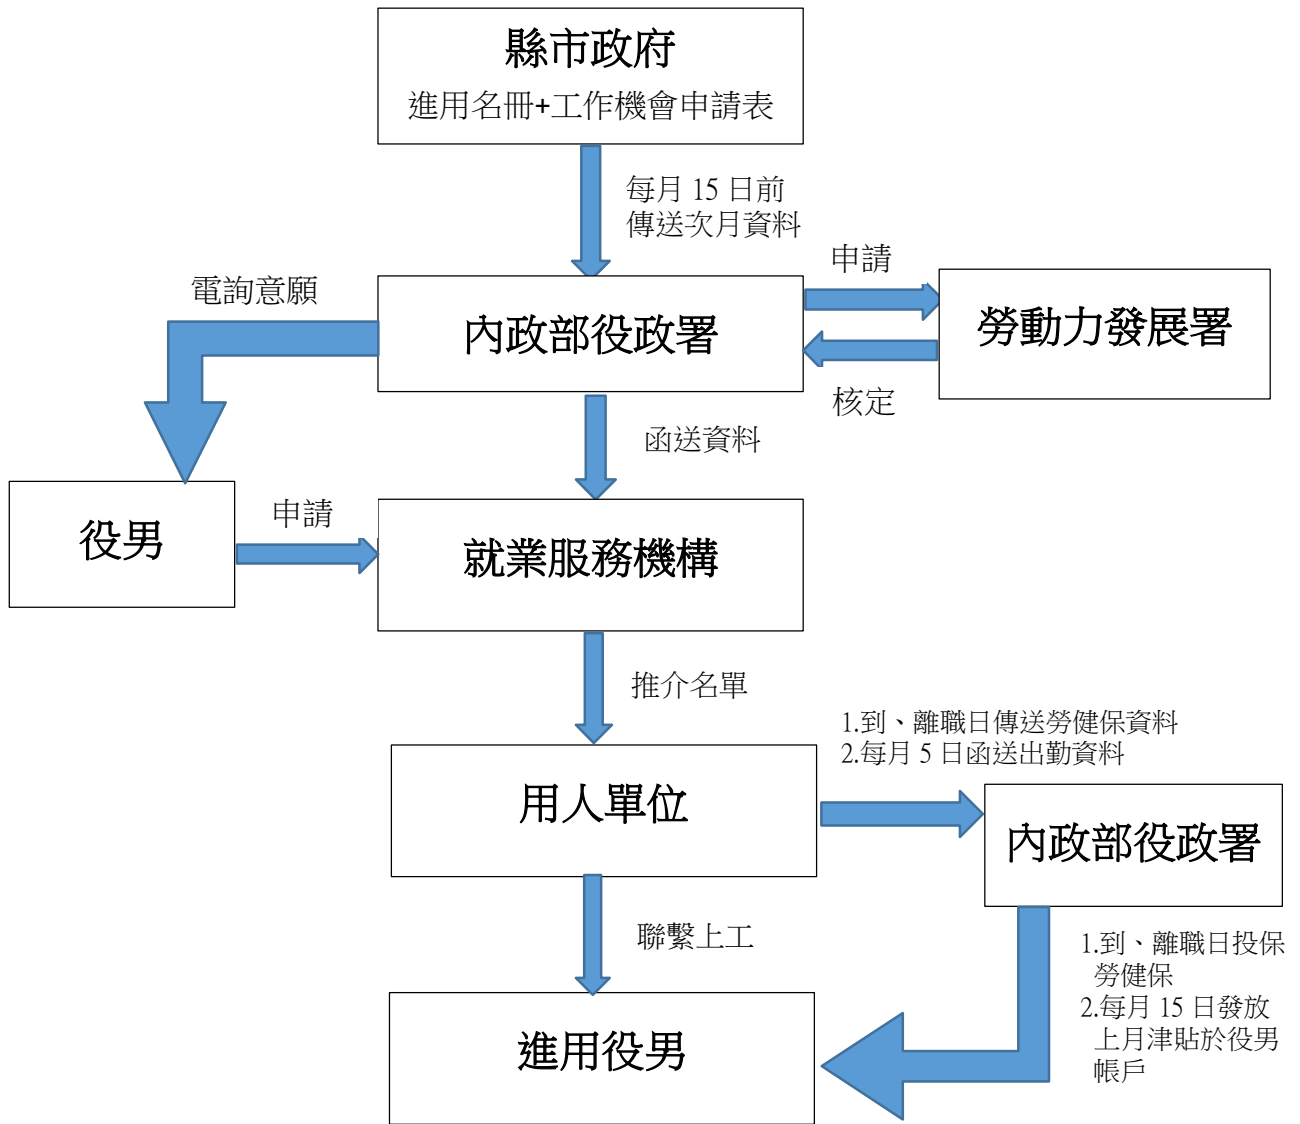 縣市政府
進用名冊+工作機會申請表
每月 15 日前
傳送次月資料
申請
電詢意願
內政部役政署
勞動力發展署
核定
函送資料
役男
申請
就業服務機構
推介名單
1.到、離職日傳送勞健保資料
2.每月 5 日函送出勤資料
用人單位
內政部役政署
聯繫上工
1.到、離職日投保
勞健保
2.每月 15 日發放
上月津貼於役男
帳戶
進用役男